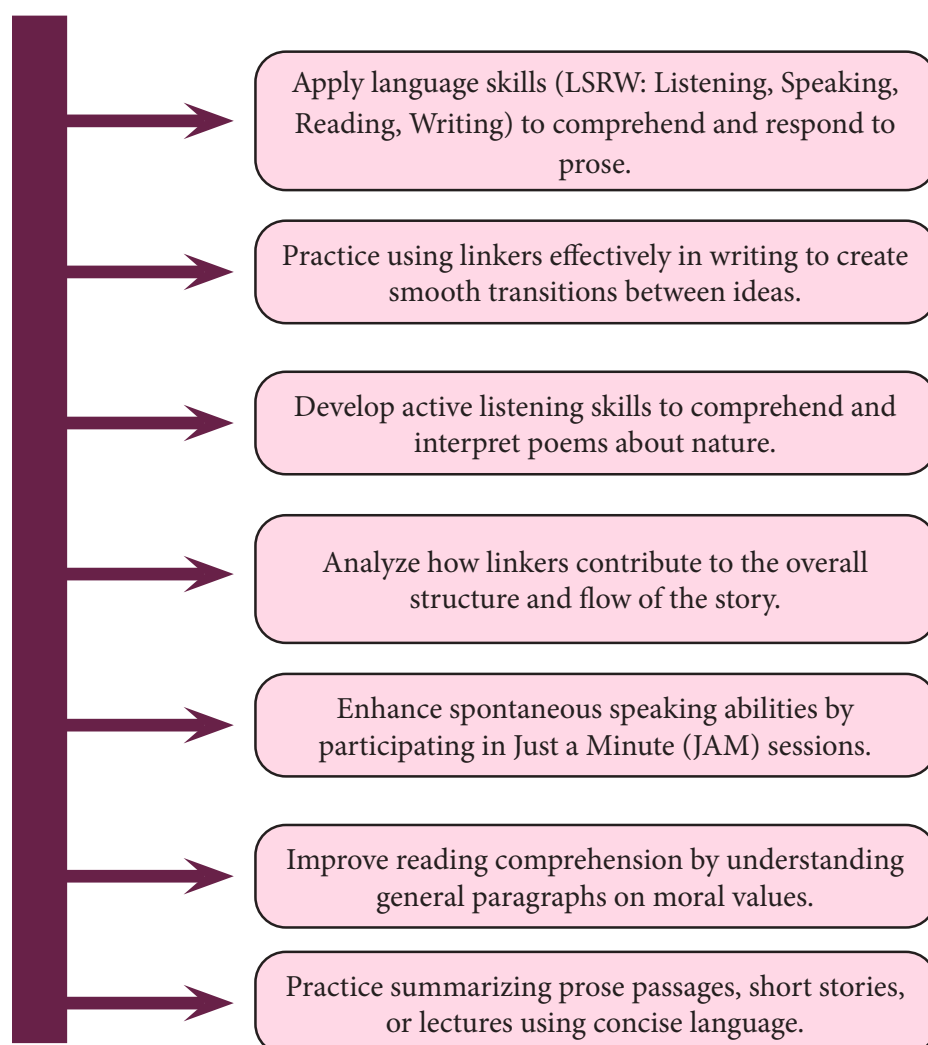 Apply language skills (LSRW: Listening, Speaking,
Reading, Writing) to comprehend and respond to
prose.
Practice using linkers effectively in writing to create
smooth transitions between ideas.
Develop active listening skills to comprehend and
interpret poems about nature.
Analyze how linkers contribute to the overall
structure and flow of the story.
Enhance spontaneous speaking abilities by
participating in Just a Minute (JAM) sessions.
Improve reading comprehension by understanding
general paragraphs on moral values.
Practice summarizing prose passages, short stories,
or lectures using concise language.